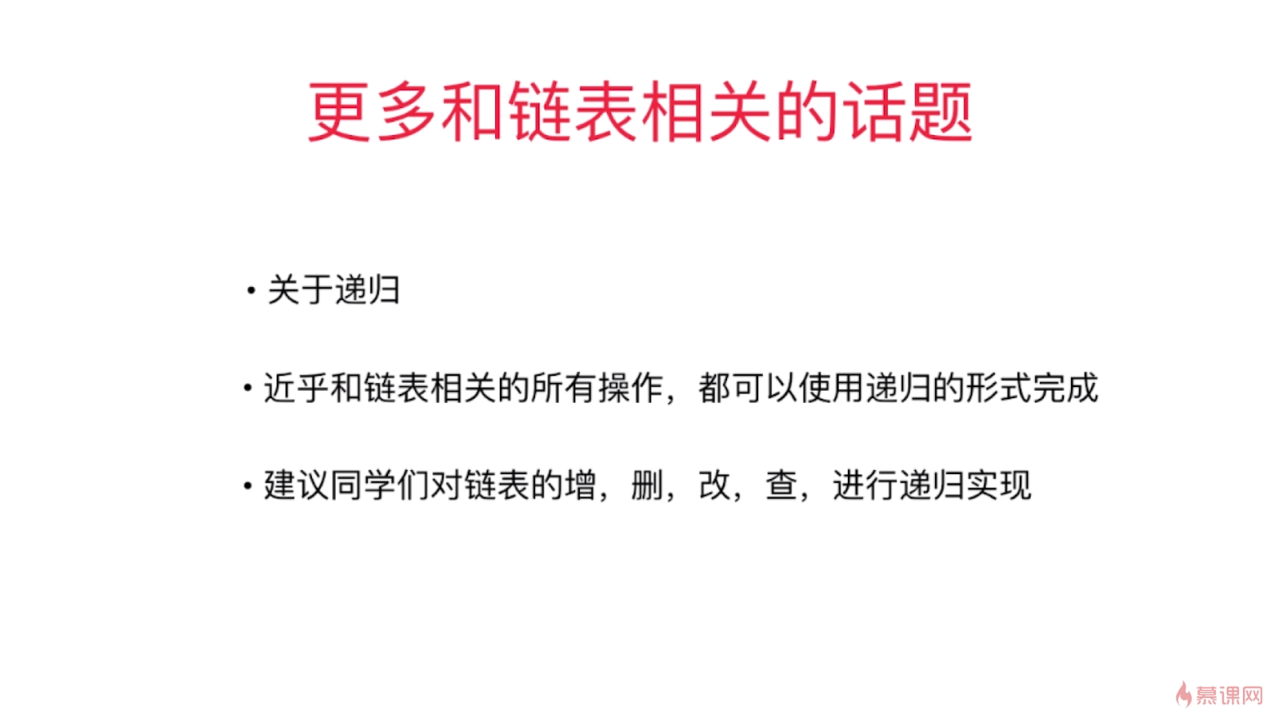 更多和链表相关的话题
• 关于递归
• 近乎和链表相关的所有操作，都可以使用递归的形式完成
• 建议同学们对链表的增，删，改，查，进行递归实现
慕课网